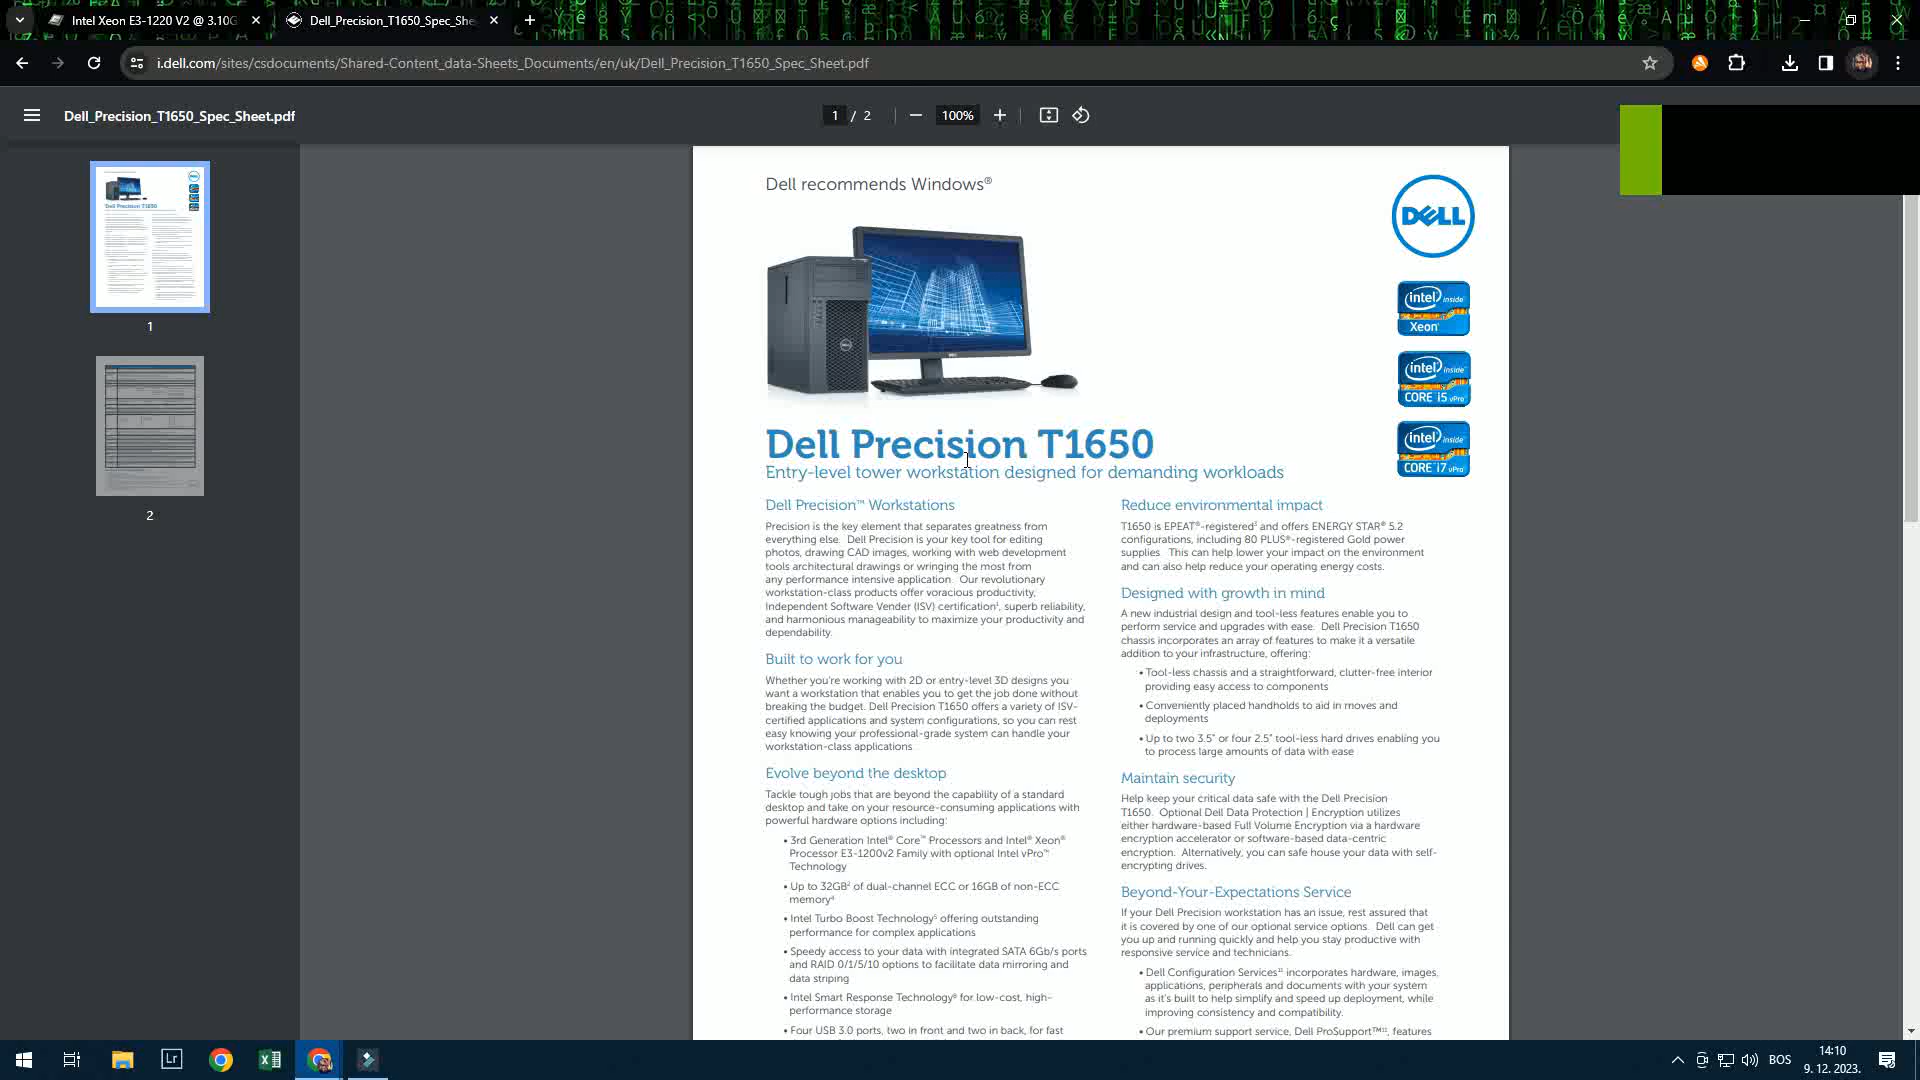 Intel Xeon E3-1220 V2 @ 3.10G
Dell_Precision_T1650_Spec_She
i.dell.com/sites/csdocuments/Shared-Content_data-Sheets_Documents/en/uk/Dell_Precision_T1650_Spec_Sheet.pdf
Dell_Precision_T1650_Spec_Sheet.pdf
1 / 2
100%
1
2
Dell recommends Windows®
DELL
intel inside™
Xeon®
intel inside™
CORE i5 vPro™
intel inside™
CORE i7 vPro™
Dell Precision T1650
Entry-level tower workstation designed for demanding workloads
Dell Precision™ Workstations
Precision is the key element that separates greatness from
everything else. Dell Precision is your key tool for editing
photos, drawing CAD images, working with web development
tools architectural drawings or wringing the most from
any performance intensive application. Our revolutionary
workstation-class products offer voracious productivity,
Independent Software Vender (ISV) certification¹, superb reliability,
and harmonious manageability to maximize your productivity and
dependability.
Built to work for you
Whether you're working with 2D or entry-level 3D designs you
want a workstation that enables you to get the job done without
breaking the budget. Dell Precision T1650 offers a variety of ISV-
certified applications and system configurations, so you can rest
easy knowing your professional-grade system can handle your
workstation-class applications
Evolve beyond the desktop
Tackle tough jobs that are beyond the capability of a standard
desktop and take on your resource-consuming applications with
powerful hardware options including:
• 3rd Generation Intel® Core™ Processors and Intel® Xeon®
Processor E3-1200v2 Family with optional Intel vPro™
Technology
• Up to 32GB² of dual-channel ECC or 16GB of non-ECC
memory⁴
• Intel Turbo Boost Technology⁵ offering outstanding
performance for complex applications
• Speedy access to your data with integrated SATA 6Gb/s ports
and RAID 0/1/5/10 options to facilitate data mirroring and
data striping
• Intel Smart Response Technology⁶ for low-cost, high-
performance storage
• Four USB 3.0 ports, two in front and two in back, for fast
Reduce environmental impact
T1650 is EPEAT®-registered³ and offers ENERGY STAR® 5.2
configurations, including 80 PLUS®-registered Gold power
supplies. This can help lower your impact on the environment
and can also help reduce your operating energy costs.
Designed with growth in mind
A new industrial design and tool-less features enable you to
perform service and upgrades with ease. Dell Precision T1650
chassis incorporates an array of features to make it a versatile
addition to your infrastructure, offering:
• Tool-less chassis and a straightforward, clutter-free interior
providing easy access to components
• Conveniently placed handholds to aid in moves and
deployments
• Up to two 3.5" or four 2.5" tool-less hard drives enabling you
to process large amounts of data with ease
Maintain security
Help keep your critical data safe with the Dell Precision
T1650. Optional Dell Data Protection | Encryption utilizes
either hardware-based Full Volume Encryption via a hardware
encryption accelerator or software-based data-centric
encryption. Alternatively, you can safe house your data with self-
encrypting drives.
Beyond-Your-Expectations Service
If your Dell Precision workstation has an issue, rest assured that
it is covered by one of our optional service options. Dell can get
you up and running quickly and help you stay productive with
responsive service and technicians.
• Dell Configuration Services¹¹ incorporates hardware, images,
applications, peripherals and documents with your system
as it's built to help simplify and speed up deployment, while
improving consistency and compatibility.
• Our premium support service, Dell ProSupport™¹¹, features
Lr
BOS
14:10
9. 12. 2023.